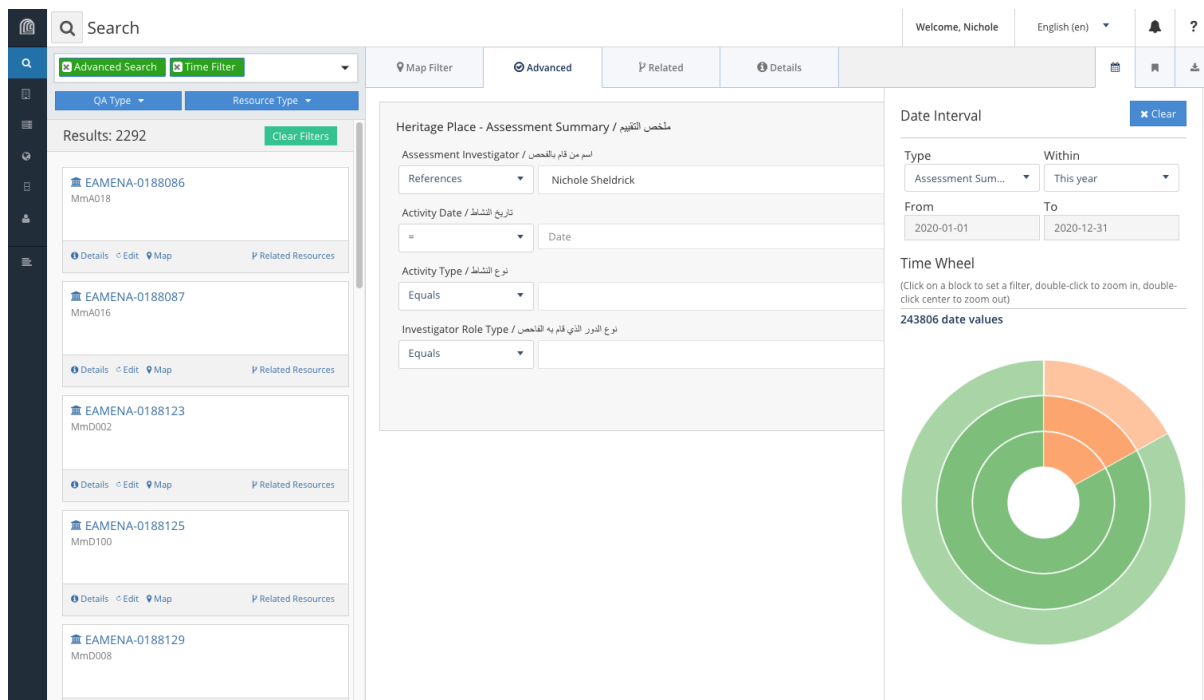 Search
Welcome, Nichole
English (en)
?
Advanced Search
Time Filter
QA Type
Resource Type
Results: 2292
Clear Filters
EAMENA-0188086
MmA018
Details Edit Map Related Resources
EAMENA-0188087
MmA016
Details Edit Map Related Resources
EAMENA-0188123
MmD002
Details Edit Map Related Resources
EAMENA-0188125
MmD100
Details Edit Map Related Resources
EAMENA-0188129
MmD008
Map Filter
Advanced
Related
Details
Heritage Place - Assessment Summary / ملخص التقييم
Assessment Investigator / اسم من قام بالفحص
References
Nichole Sheldrick
Activity Date / تاريخ النشاط
=
Date
Activity Type / نوع النشاط
Equals
Investigator Role Type / نوع الدور الذي قام به الفاحص
Equals
Date Interval
Clear
Type Within
Assessment Sum... This year
From To
2020-01-01 2020-12-31
Time Wheel
(Click on a block to set a filter, double-click to zoom in, double-
click center to zoom out)
243806 date values